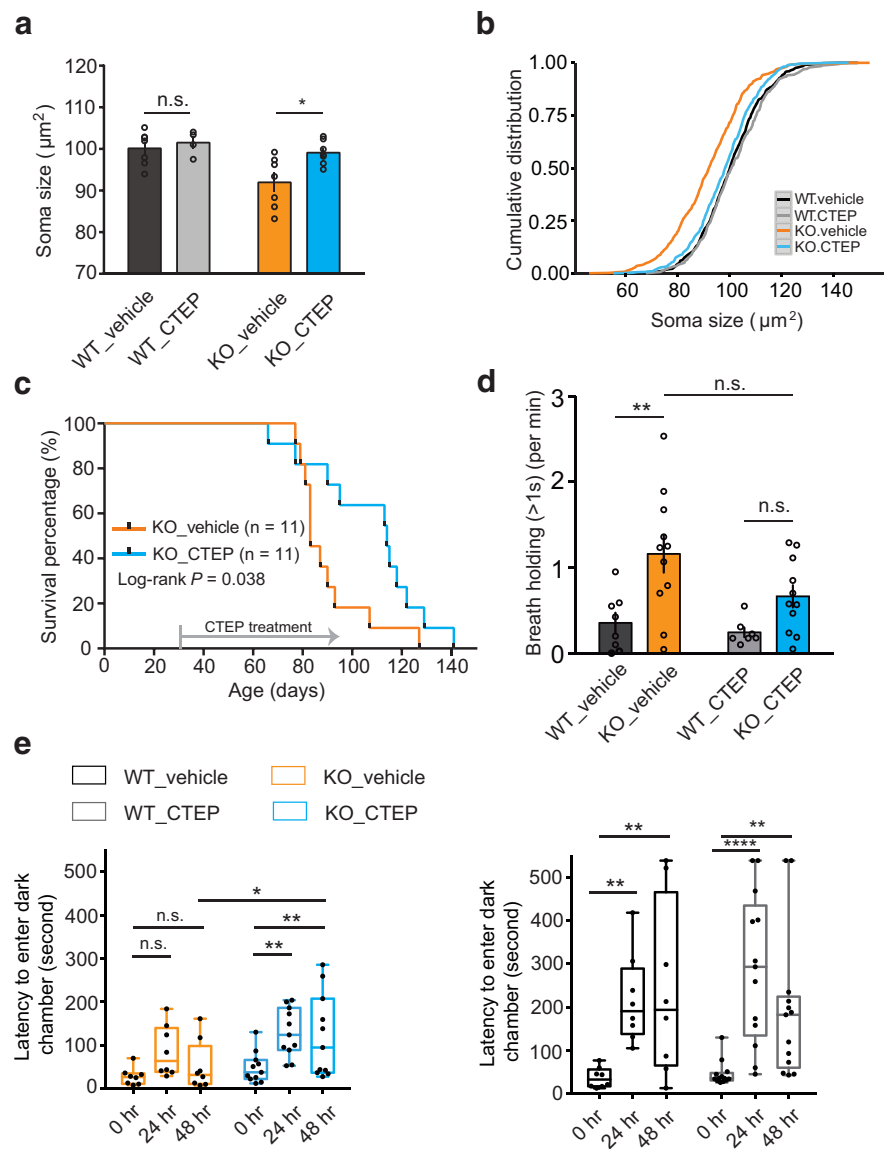 a
Soma size (µm²)
120
110
100
90
80
70
n.s.
*
WT_vehicle
WT_CTEP
KO_vehicle
KO_CTEP
b
Cumulative distribution
1.00
0.75
0.50
0.25
0.00
WT.vehicle
WT.CTEP
KO.vehicle
KO.CTEP
60 80 100 120 140
Soma size (µm²)
c
Survival percentage (%)
100
80
60
40
20
0
KO_vehicle (n = 11)
KO_CTEP (n = 11)
Log-rank P = 0.038
CTEP treatment
0 20 40 60 80 100 120 140
Age (days)
d
Breath holding (>1s) (per min)
3
2
1
0
n.s.
**
n.s.
WT_vehicle
KO_vehicle
WT_CTEP
KO_CTEP
e
WT_vehicle
KO_vehicle
WT_CTEP
KO_CTEP
Latency to enter dark
chamber (second)
500
400
300
200
100
0
*
n.s.
**
n.s.
**
0 hr
24 hr
48 hr
0 hr
24 hr
48 hr
Latency to enter dark
chamber (second)
500
400
300
200
100
0
**
**
**
****
0 hr
24 hr
48 hr
0 hr
24 hr
48 hr